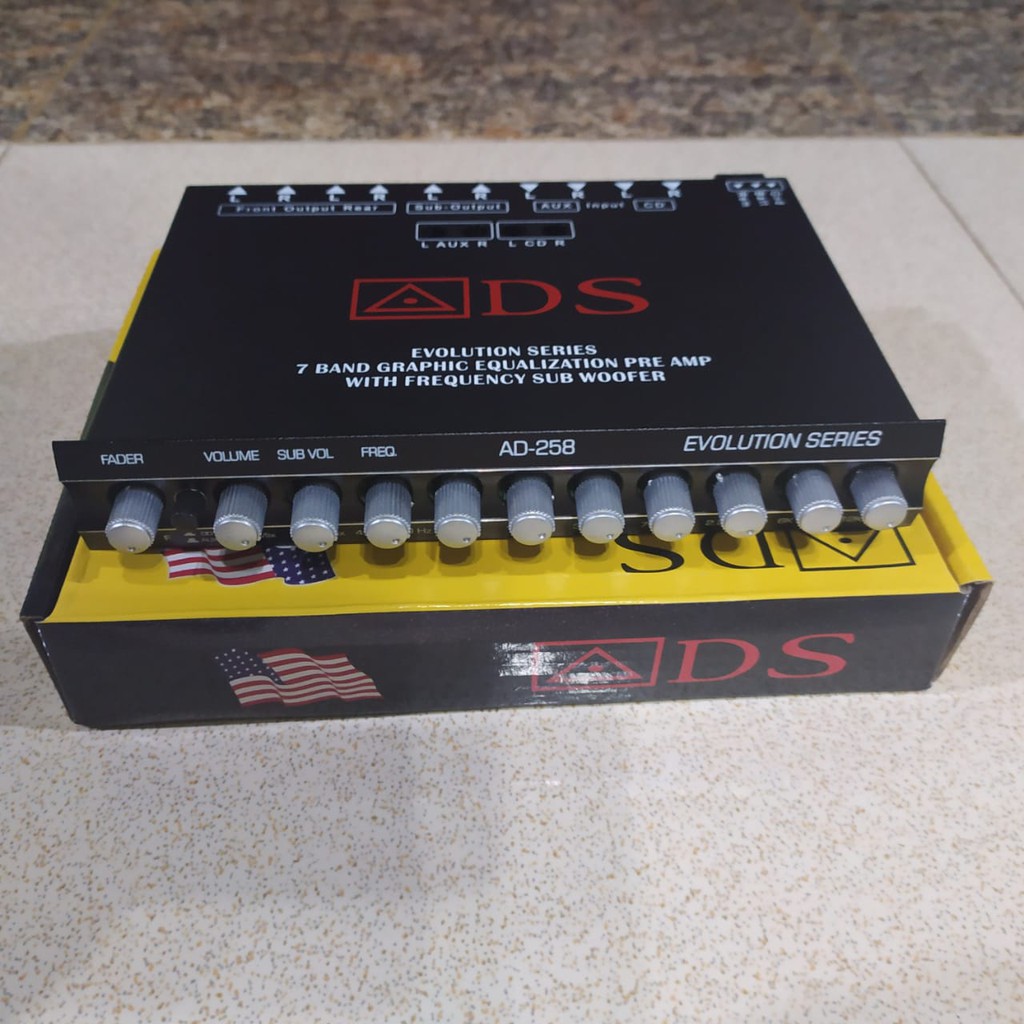 L R L R L R L R L R
Front Output Rear Sub-Output AUX Input CD
L AUX R L CD R
ADS
EVOLUTION SERIES
7 BAND GRAPHIC EQUALIZATION PRE AMP
WITH FREQUENCY SUB WOOFER
FADER VOLUME SUB VOL FREQ. AD-258 EVOLUTION SERIES
ADS
ADS